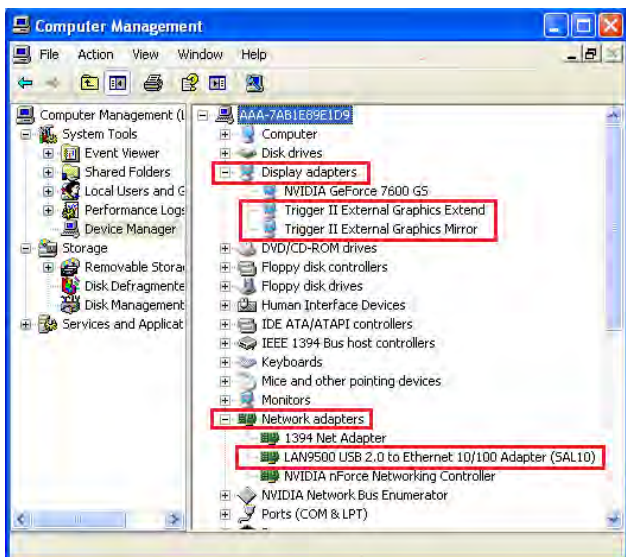 Computer Management
File Action View Window Help
Computer Management (L
System Tools
Event Viewer
Shared Folders
Local Users and G
Performance Logs
Device Manager
Storage
Removable Stora
Disk Defragmente
Disk Management
Services and Applicat
AAA-7AB1E89E1D9
Computer
Disk drives
Display adapters
NVIDIA GeForce 7600 GS
Trigger II External Graphics Extend
Trigger II External Graphics Mirror
DVD/CD-ROM drives
Floppy disk controllers
Floppy disk drives
Human Interface Devices
IDE ATA/ATAPI controllers
IEEE 1394 Bus host controllers
Keyboards
Mice and other pointing devices
Monitors
Network adapters
1394 Net Adapter
LAN9500 USB 2.0 to Ethernet 10/100 Adapter (SAL10)
NVIDIA nForce Networking Controller
NVIDIA Network Bus Enumerator
Ports (COM & LPT)